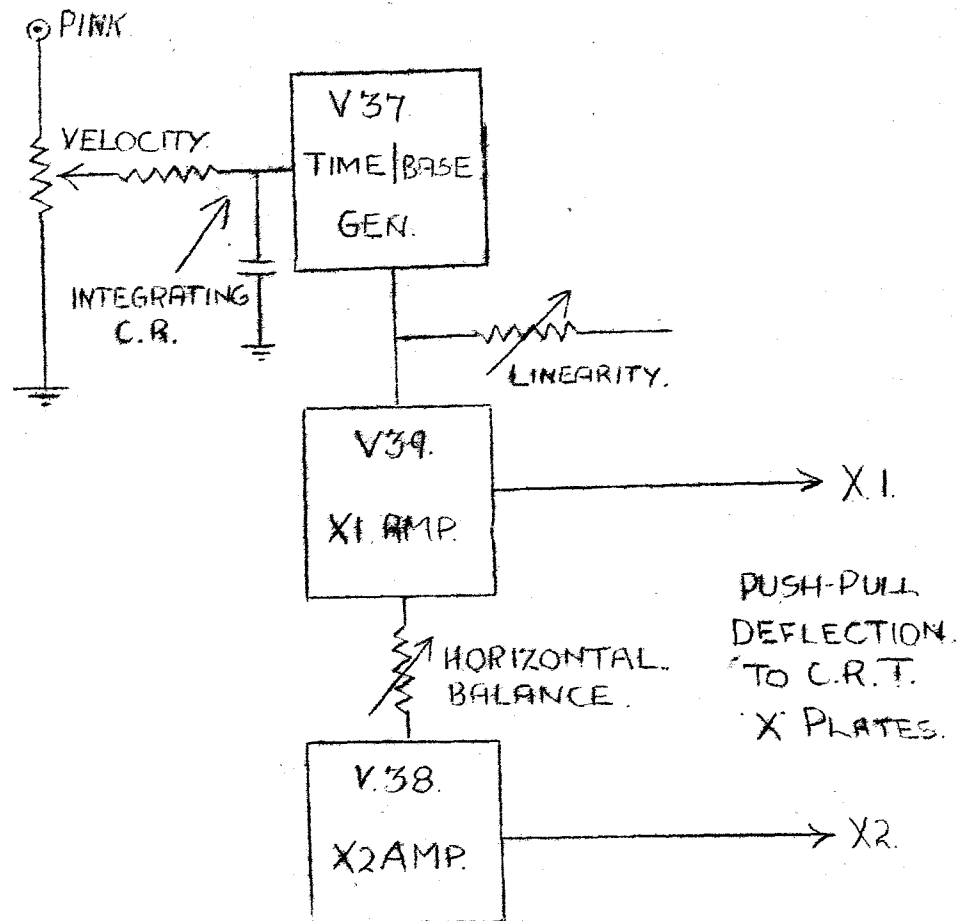 PINK
VELOCITY.
V37.
TIME/BASE
GEN.
INTEGRATING
C.R.
LINEARITY.
V39.
X1 AMP.
X1.
PUSH-PULL
DEFLECTION.
TO C.R.T.
'X' PLATES.
HORIZONTAL.
BALANCE.
V.38.
X2 AMP.
X2.